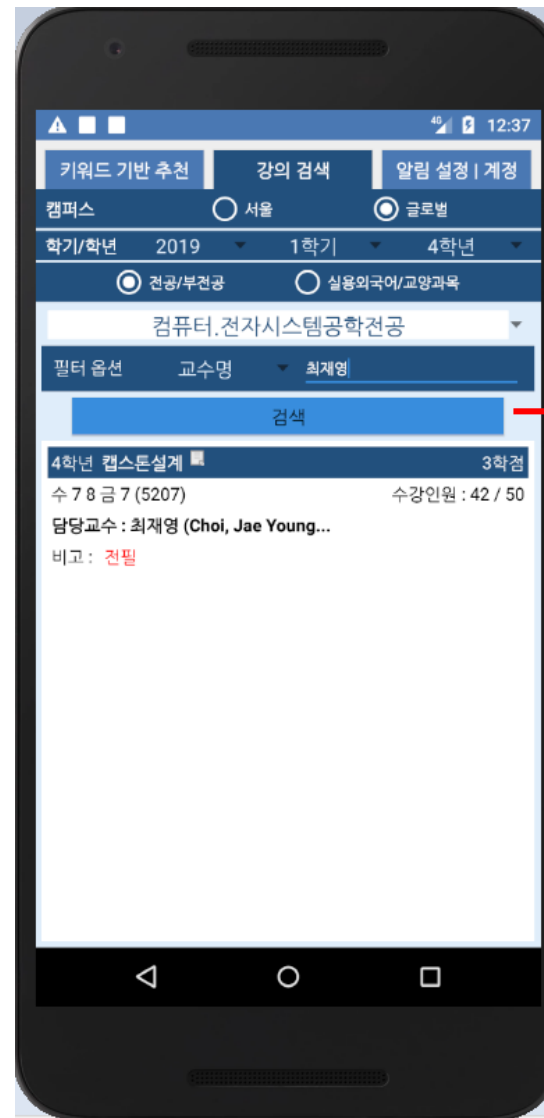 4G 12:37
키워드 기반 추천 강의 검색 알림 설정 | 계정
캠퍼스 서울 글로벌
학기/학년 2019 1학기 4학년
전공/부전공 실용외국어/교양과목
컴퓨터.전자시스템공학전공
필터 옵션 교수명 최재영
검색
4학년 캡스톤설계 3학점
수 7 8 금 7 (5207) 수강인원 : 42 / 50
담당교수 : 최재영 (Choi, Jae Young...
비고 : 전필